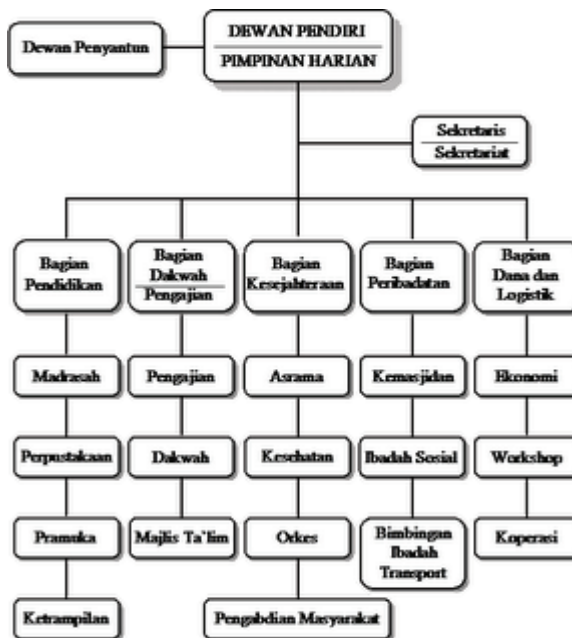 DEWAN PENDIRI
PIMPINAN HARIAN
Dewan Penyantun
Sekretaris
Sekretariat
Bagian
Pendidikan
Bagian
Dakwah
Pengajian
Bagian
Kesejahteraan
Bagian
Peribadatan
Bagian
Dana dan
Logistik
Madrasah
Pengajian
Asrama
Kemasjidan
Ekonomi
Perpustakaan
Dakwah
Kesehatan
Ibadah Sosial
Workshop
Pramuka
Majlis Ta`lim
Orkes
Bimbingan
Ibadah
Transport
Koperasi
Ketrampilan
Pengabdian Masyarakat